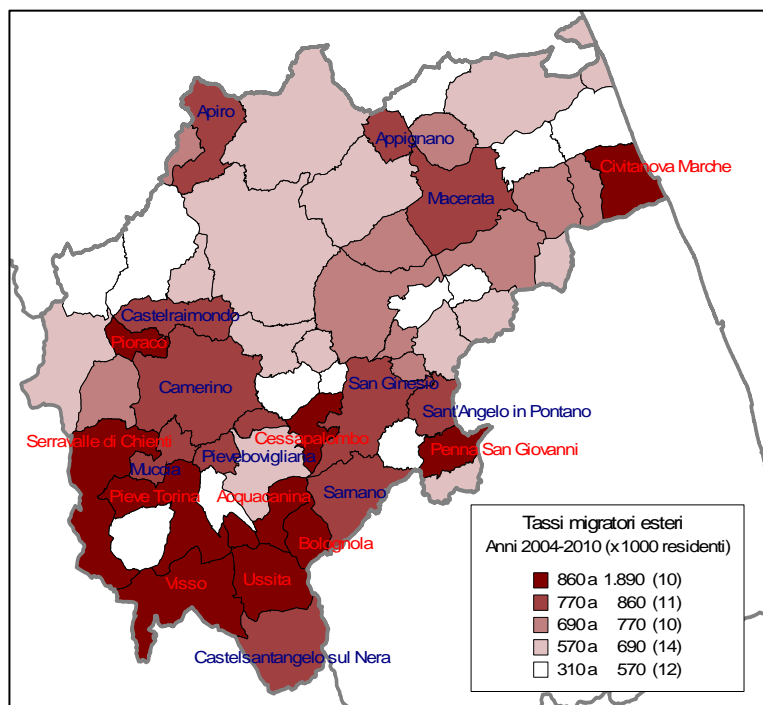 Apiro
Appignano
Civitanova Marche
Macerata
Castelraimondo
Pioraco
Camerino
San Ginesio
Sant'Angelo in Pontano
Serravalle di Chienti
Cessapalombo
Penna San Giovanni
Pievebovigliana
Muccia
Pieve Torina
Acquacanina
Sarnano
Bolognola
Visso
Ussita
Castelsantangelo sul Nera
Tassi migratori esteri
Anni 2004-2010 (x1000 residenti)
860 a 1.890 (10)
770 a 860 (11)
690 a 770 (10)
570 a 690 (14)
310 a 570 (12)